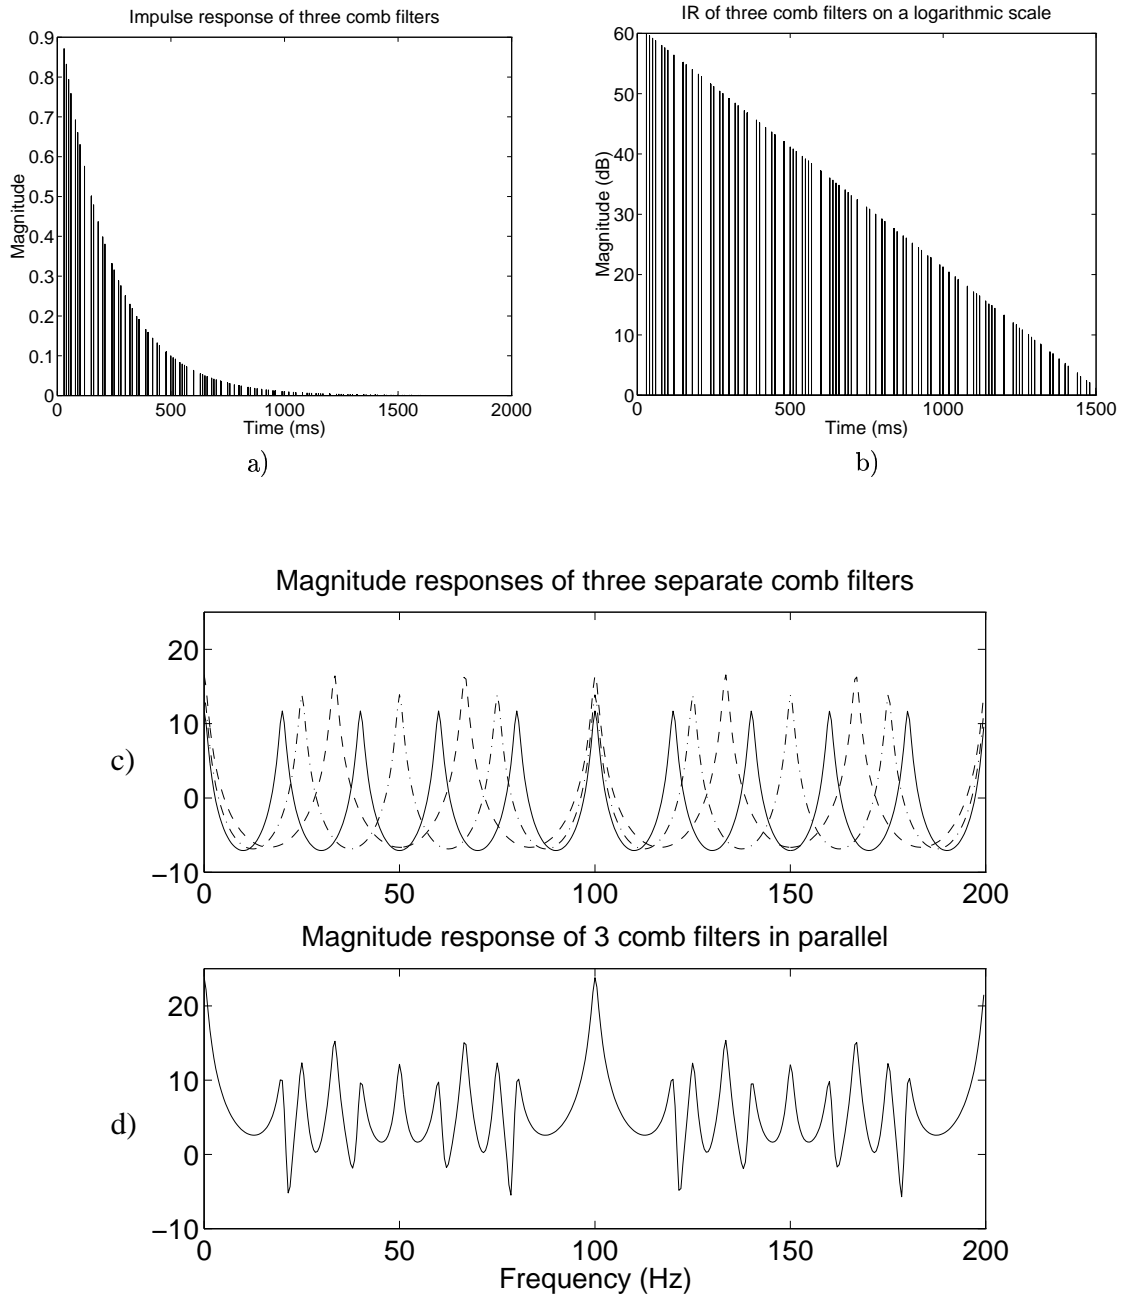 Impulse response of three comb filters
0.9
0.8
0.7
0.6
0.5
0.4
0.3
0.2
0.1
0
Magnitude
0 500 1000 1500 2000
Time (ms)
a)
IR of three comb filters on a logarithmic scale
60
50
40
30
20
10
0
Magnitude (dB)
0 500 1000 1500
Time (ms)
b)
Magnitude responses of three separate comb filters
20
10
0
−10
c)
0 50 100 150 200
Magnitude response of 3 comb filters in parallel
20
10
0
−10
d)
0 50 100 150 200
Frequency (Hz)